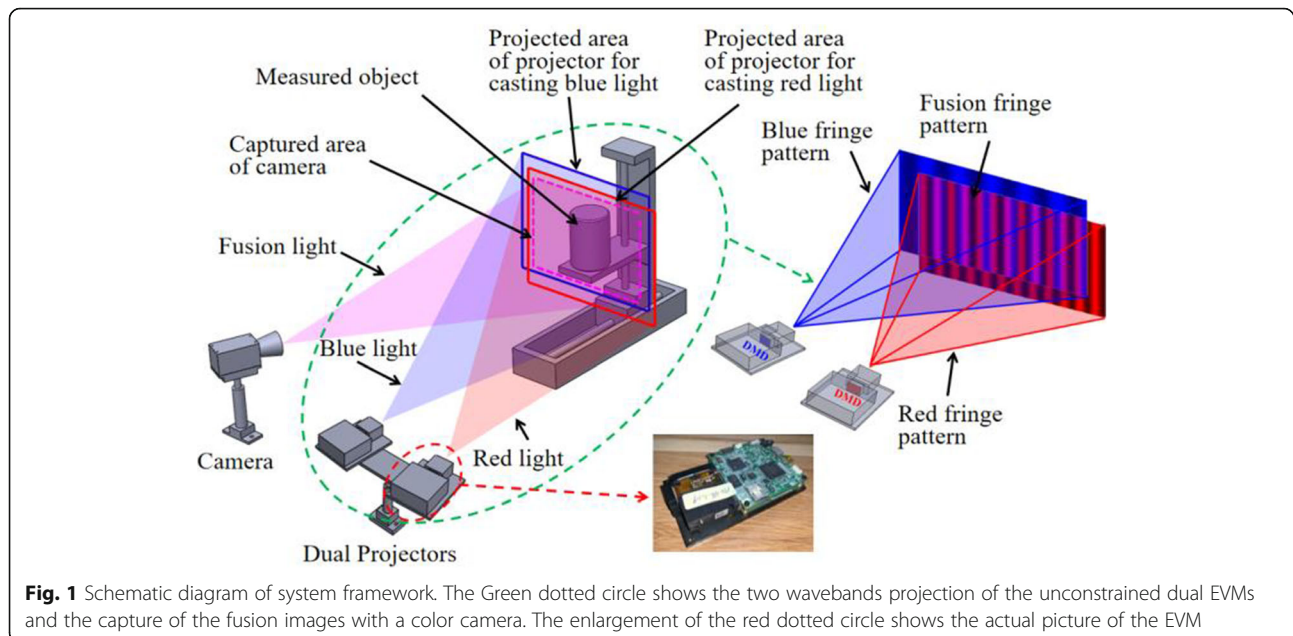 Projected area
of projector for
casting blue light
Projected area
of projector for
casting red light
Measured object
Captured area
of camera
Fusion light
Blue light
Camera
Red light
Dual Projectors
Fusion fringe
pattern
Blue fringe
pattern
DMD
DMD
Red fringe
pattern
Fig. 1 Schematic diagram of system framework. The Green dotted circle shows the two wavebands projection of the unconstrained dual EVMs
and the capture of the fusion images with a color camera. The enlargement of the red dotted circle shows the actual picture of the EVM